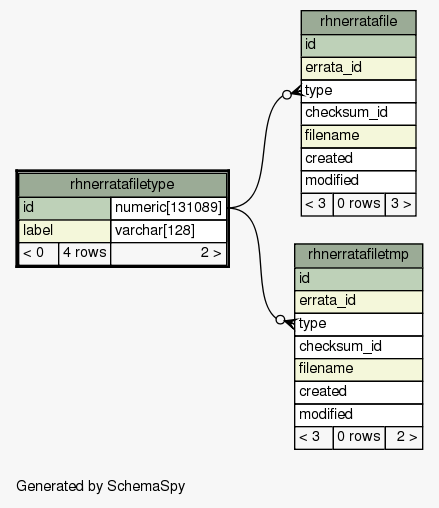 rhnerratafile
id
errata_id
type
checksum_id
filename
created
modified
< 3 0 rows 3 >
rhnerratafiletype
id numeric[131089]
label varchar[128]
< 0 4 rows 2 >
rhnerratafiletmp
id
errata_id
type
checksum_id
filename
created
modified
< 3 0 rows 2 >
Generated by SchemaSpy